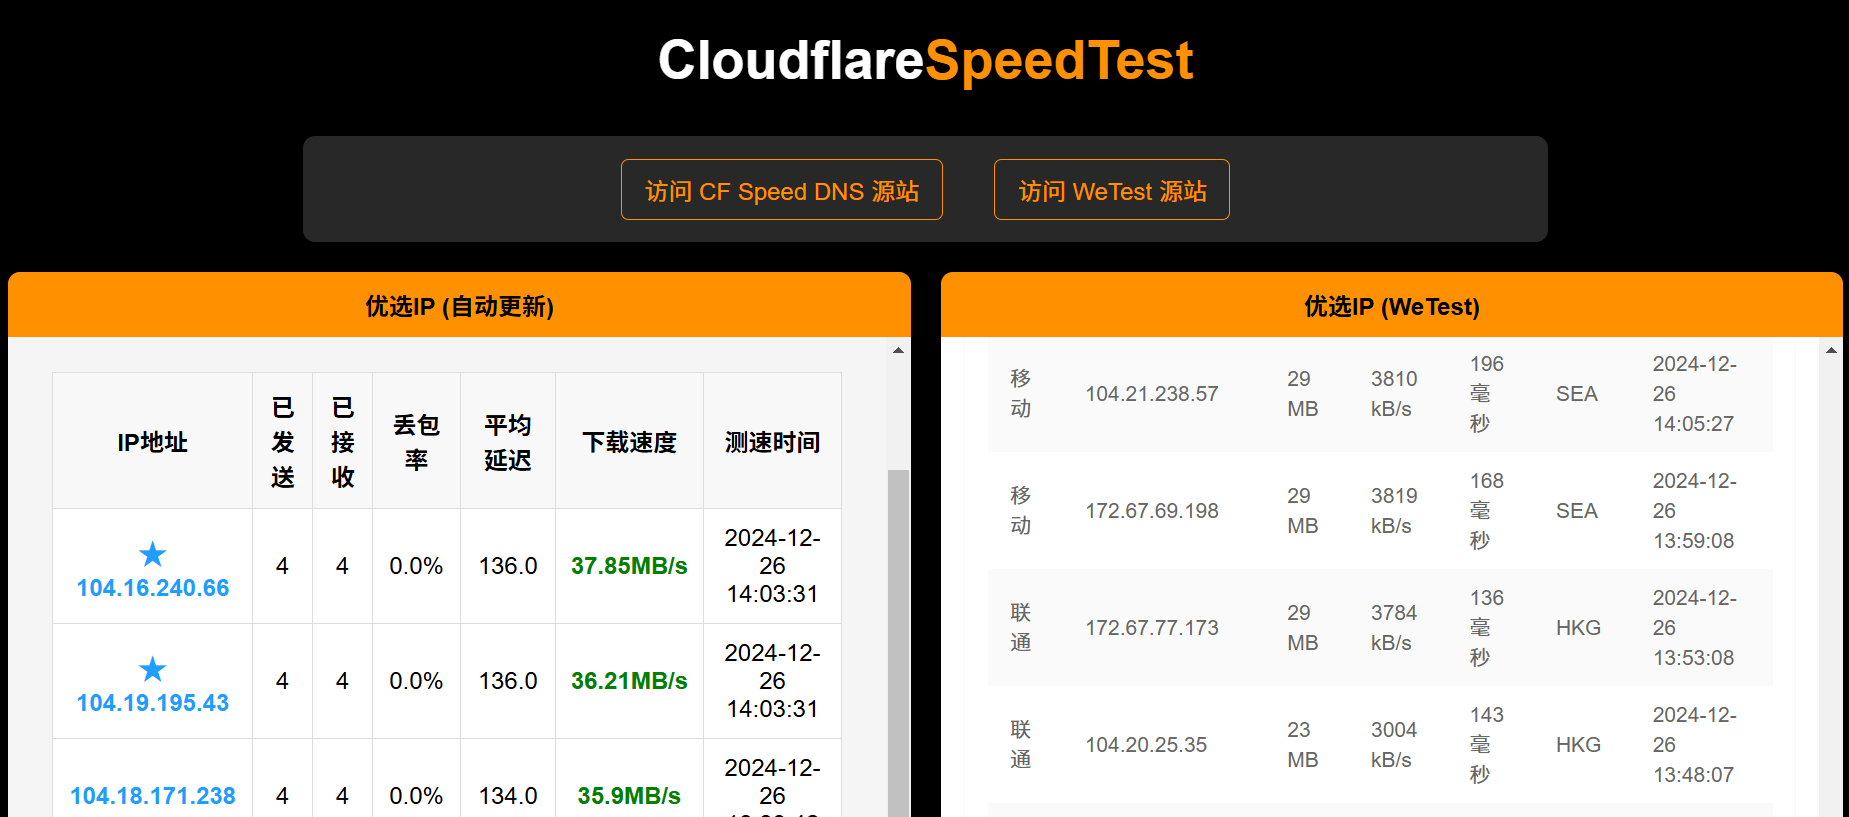 CloudflareSpeedTest
访问 CF Speed DNS 源站
访问 WeTest 源站
优选IP (自动更新)
IP地址 已发送 已接收 丢包率 平均延迟 下载速度 测速时间
★ 104.16.240.66 4 4 0.0% 136.0 37.85MB/s 2024-12-26 14:03:31
★ 104.19.195.43 4 4 0.0% 136.0 36.21MB/s 2024-12-26 14:03:31
104.18.171.238 4 4 0.0% 134.0 35.9MB/s 2024-12-26
优选IP (WeTest)
移动 104.21.238.57 29 MB 3810 kB/s 196 毫秒 SEA 2024-12-26 14:05:27
移动 172.67.69.198 29 MB 3819 kB/s 168 毫秒 SEA 2024-12-26 13:59:08
联通 172.67.77.173 29 MB 3784 kB/s 136 毫秒 HKG 2024-12-26 13:53:08
联通 104.20.25.35 23 MB 3004 kB/s 143 毫秒 HKG 2024-12-26 13:48:07